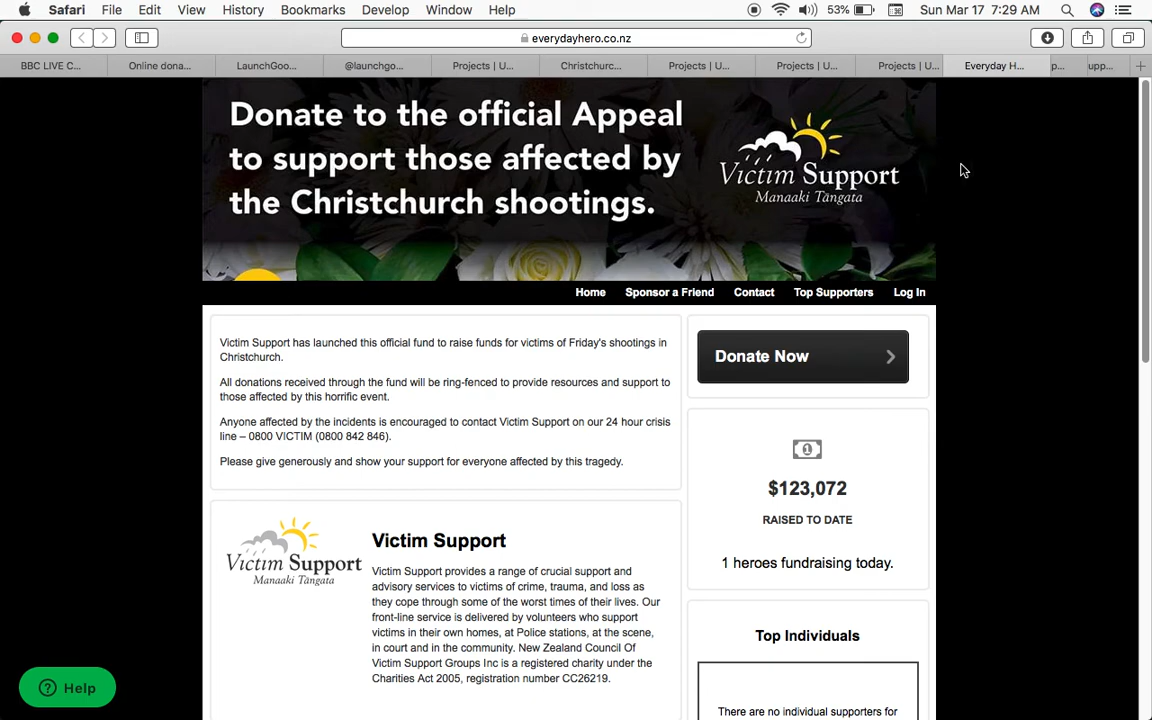 Safari File Edit View History Bookmarks Develop Window Help 53% Sun Mar 17 7:29 AM
everydayhero.co.nz
BBC LIVE C... Online dona... LaunchGoo... @launchgo... Projects | U... Christchurc... Projects | U... Projects | U... Projects | U... Everyday H... p... upp...
Donate to the official Appeal
to support those affected by
the Christchurch shootings.
Victim Support
Manaaki Tāngata
Home Sponsor a Friend Contact Top Supporters Log In
Victim Support has launched this official fund to raise funds for victims of Friday's shootings in
Christchurch.
All donations received through the fund will be ring-fenced to provide resources and support to
those affected by this horrific event.
Anyone affected by the incidents is encouraged to contact Victim Support on our 24 hour crisis
line – 0800 VICTIM (0800 842 846).
Please give generously and show your support for everyone affected by this tragedy.
Donate Now
1
$123,072
RAISED TO DATE
1 heroes fundraising today.
Victim Support
Manaaki Tāngata
Victim Support
Victim Support provides a range of crucial support and
advisory services to victims of crime, trauma, and loss as
they cope through some of the worst times of their lives. Our
front-line service is delivered by volunteers who support
victims in their own homes, at Police stations, at the scene,
in court and in the community. New Zealand Council Of
Victim Support Groups Inc is a registered charity under the
Charities Act 2005, registration number CC26219.
Top Individuals
There are no individual supporters for
? Help